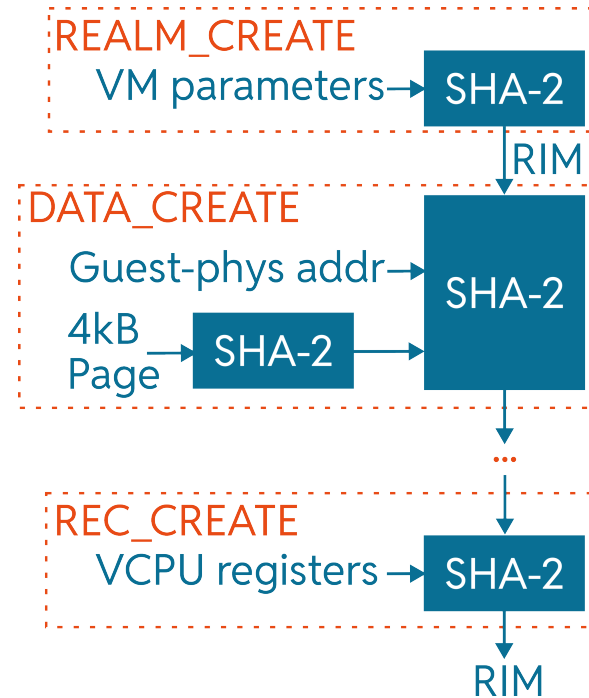 REALM_CREATE
VM parameters
SHA-2
RIM
DATA_CREATE
Guest-phys addr
SHA-2
4kB
Page
SHA-2
...
REC_CREATE
VCPU registers
SHA-2
RIM